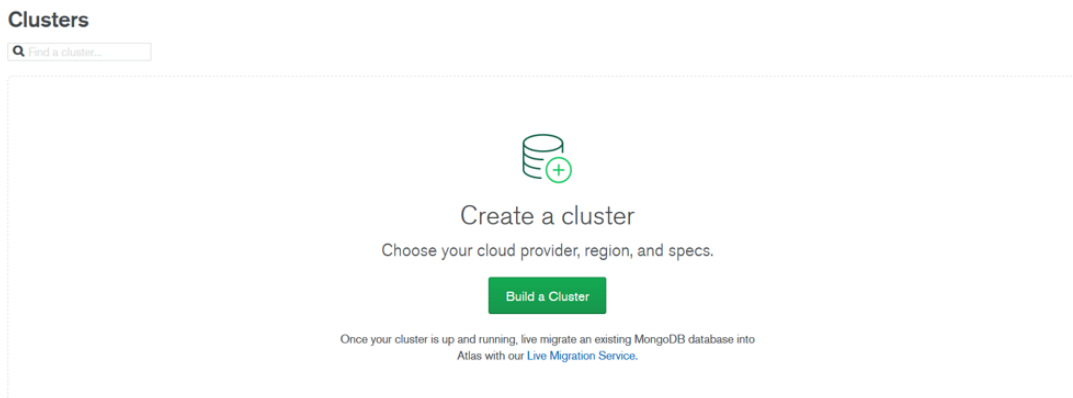 Clusters
Find a cluster...
Create a cluster
Choose your cloud provider, region, and specs.
Build a Cluster
Once your cluster is up and running, live migrate an existing MongoDB database into
Atlas with our Live Migration Service.